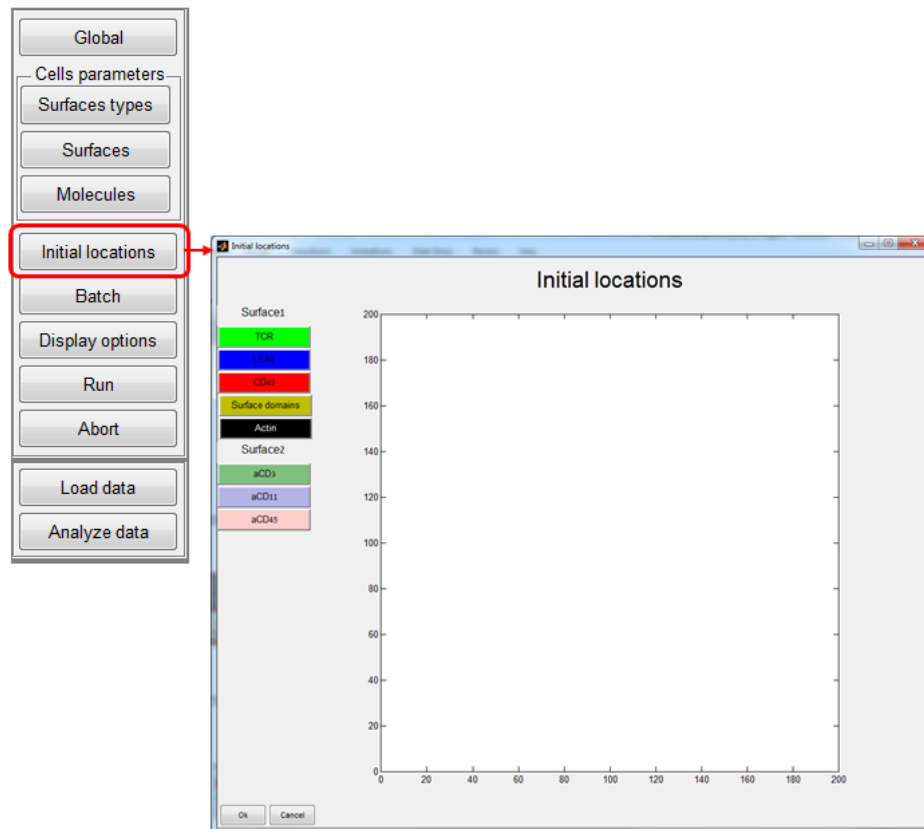 Global
Cells parameters
Surfaces types
Surfaces
Molecules
Initial locations
Batch
Display options
Run
Abort
Load data
Analyze data
Initial locations
Initial locations
Surface1
TCR
LFA1
CD45
Surface domains
Actin
Surface2
aCD3
aCD11
aCD45
200
180
160
140
120
100
80
60
40
20
0
0 20 40 60 80 100 120 140 160 180 200
Ok Cancel